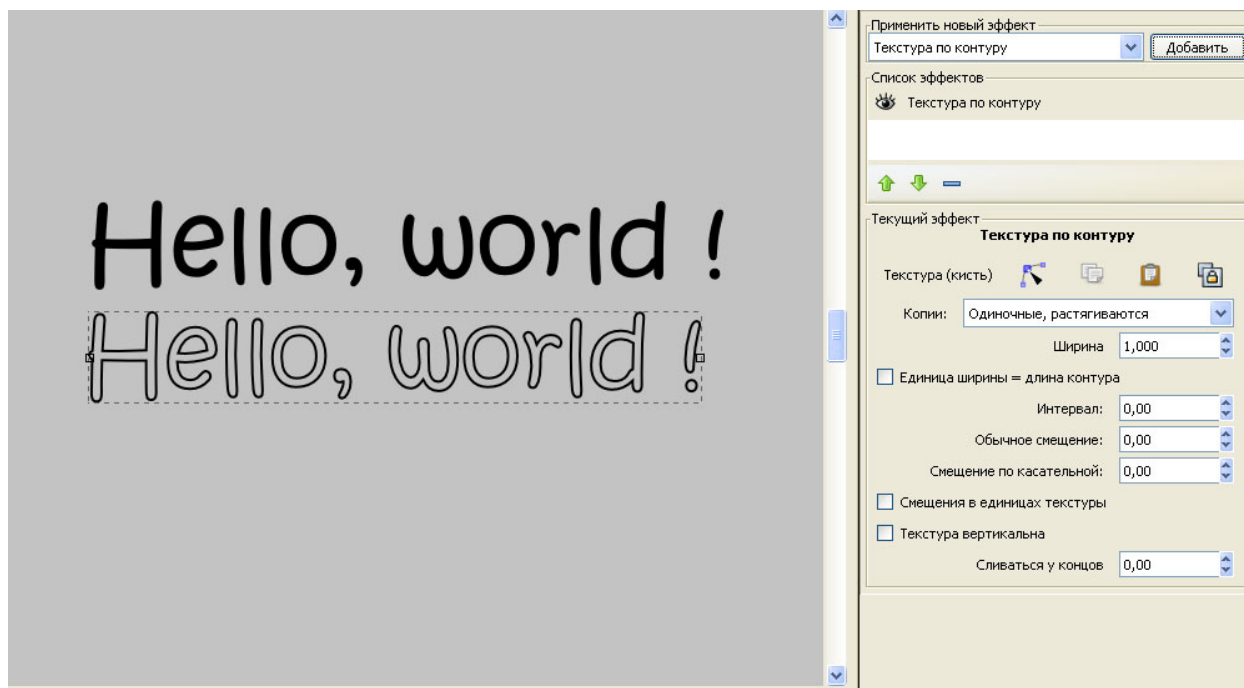 Hello, world !
Hello, world !
Применить новый эффект
Текстура по контуру
Добавить
Список эффектов
Текстура по контуру
Текущий эффект
Текстура по контуру
Текстура (кисть)
Копии: Одиночные, растягиваются
Ширина 1,000
Единица ширины = длина контура
Интервал: 0,00
Обычное смещение: 0,00
Смещение по касательной: 0,00
Смещения в единицах текстуры
Текстура вертикальна
Сливаться у концов 0,00